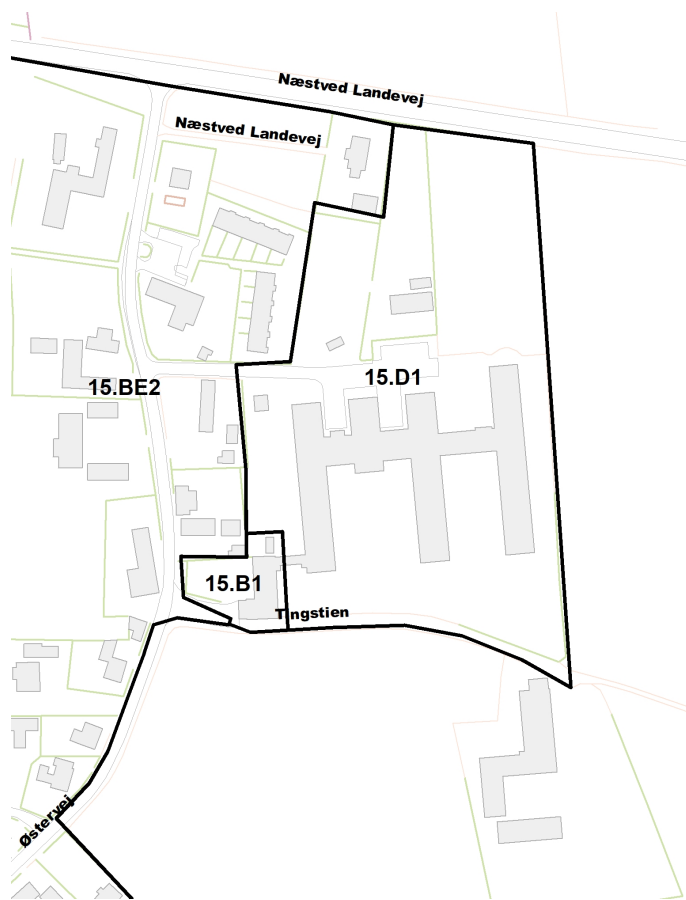 Næstved Landevej
Næstved Landevej
15.D1
15.BE2
15.B1
Tingstien
Østervej